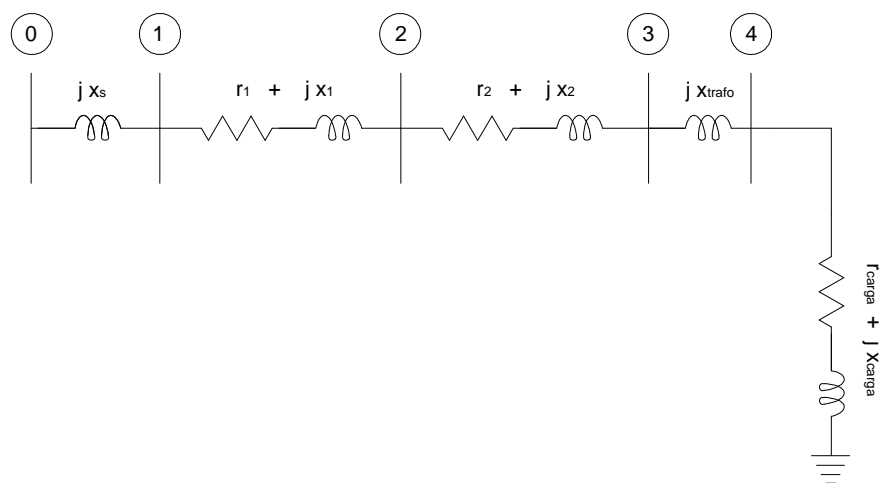 0
1
2
3
4
j xs
r1 + j x1
r2 + j x2
j xtrafo
rcarga + j xcarga